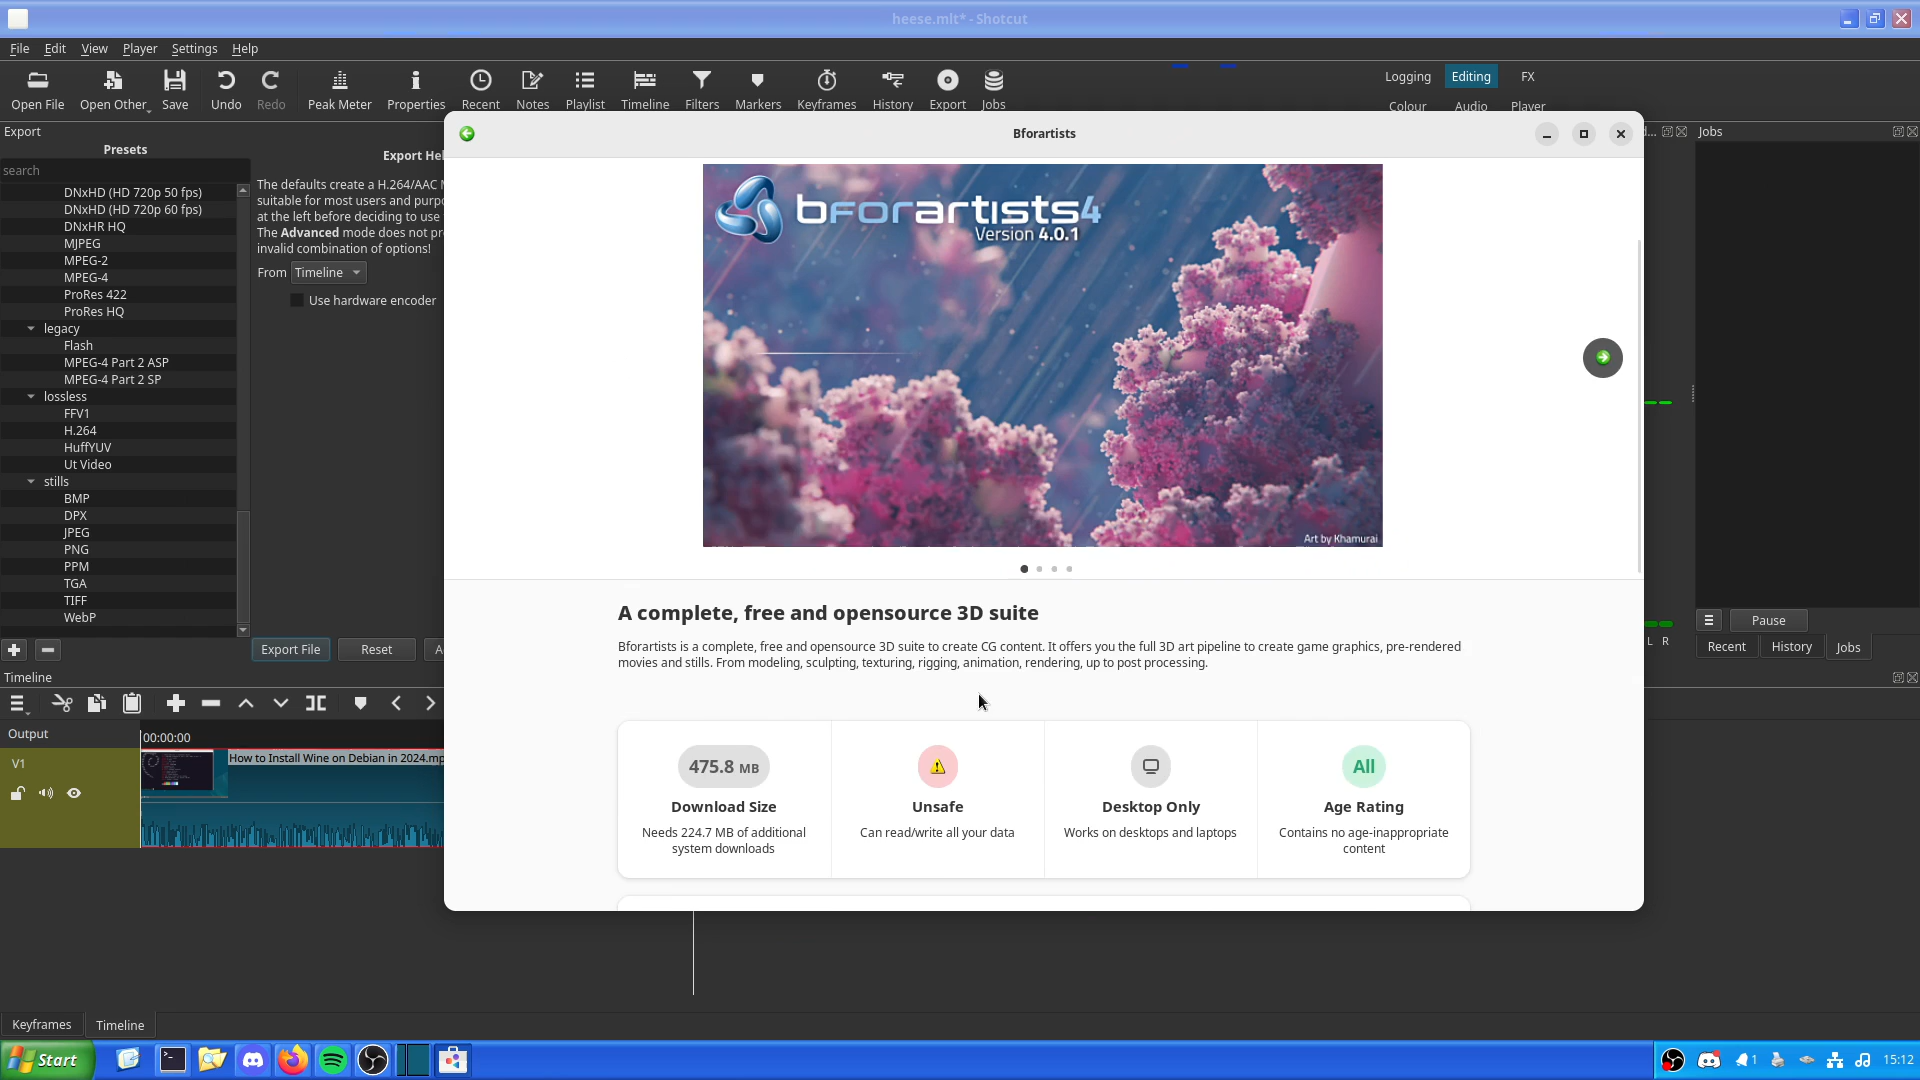 heese.mlt* - Shotcut
File Edit View Player Settings Help
Open File Open Other Save Undo Redo Peak Meter Properties Recent Notes Playlist Timeline Filters Markers Keyframes History Export Jobs
Logging Editing FX
Colour Audio Player
Export
Presets
search
DNxHD (HD 720p 50 fps)
DNxHD (HD 720p 60 fps)
DNxHR HQ
MJPEG
MPEG-2
MPEG-4
ProRes 422
ProRes HQ
legacy
Flash
MPEG-4 Part 2 ASP
MPEG-4 Part 2 SP
lossless
FFV1
H.264
HuffYUV
Ut Video
stills
BMP
DPX
JPEG
PNG
PPM
TGA
TIFF
WebP
Export Hel
The defaults create a H.264/AAC
suitable for most users and purp
at the left before deciding to use
The Advanced mode does not pr
invalid combination of options!
From Timeline
Use hardware encoder
Export File Reset A
Bforartists
bforartists4
Version 4.0.1
Art by Khamurai
A complete, free and opensource 3D suite
Bforartists is a complete, free and opensource 3D suite to create CG content. It offers you the full 3D art pipeline to create game graphics, pre-rendered
movies and stills. From modeling, sculpting, texturing, rigging, animation, rendering, up to post processing.
475.8 MB
Download Size
Needs 224.7 MB of additional
system downloads
Unsafe
Can read/write all your data
Desktop Only
Works on desktops and laptops
All
Age Rating
Contains no age-inappropriate
content
d...
Jobs
Pause
L R
Recent History Jobs
Timeline
Output
00:00:00
V1
How to Install Wine on Debian in 2024.mp
Keyframes Timeline
Start
1
15:12